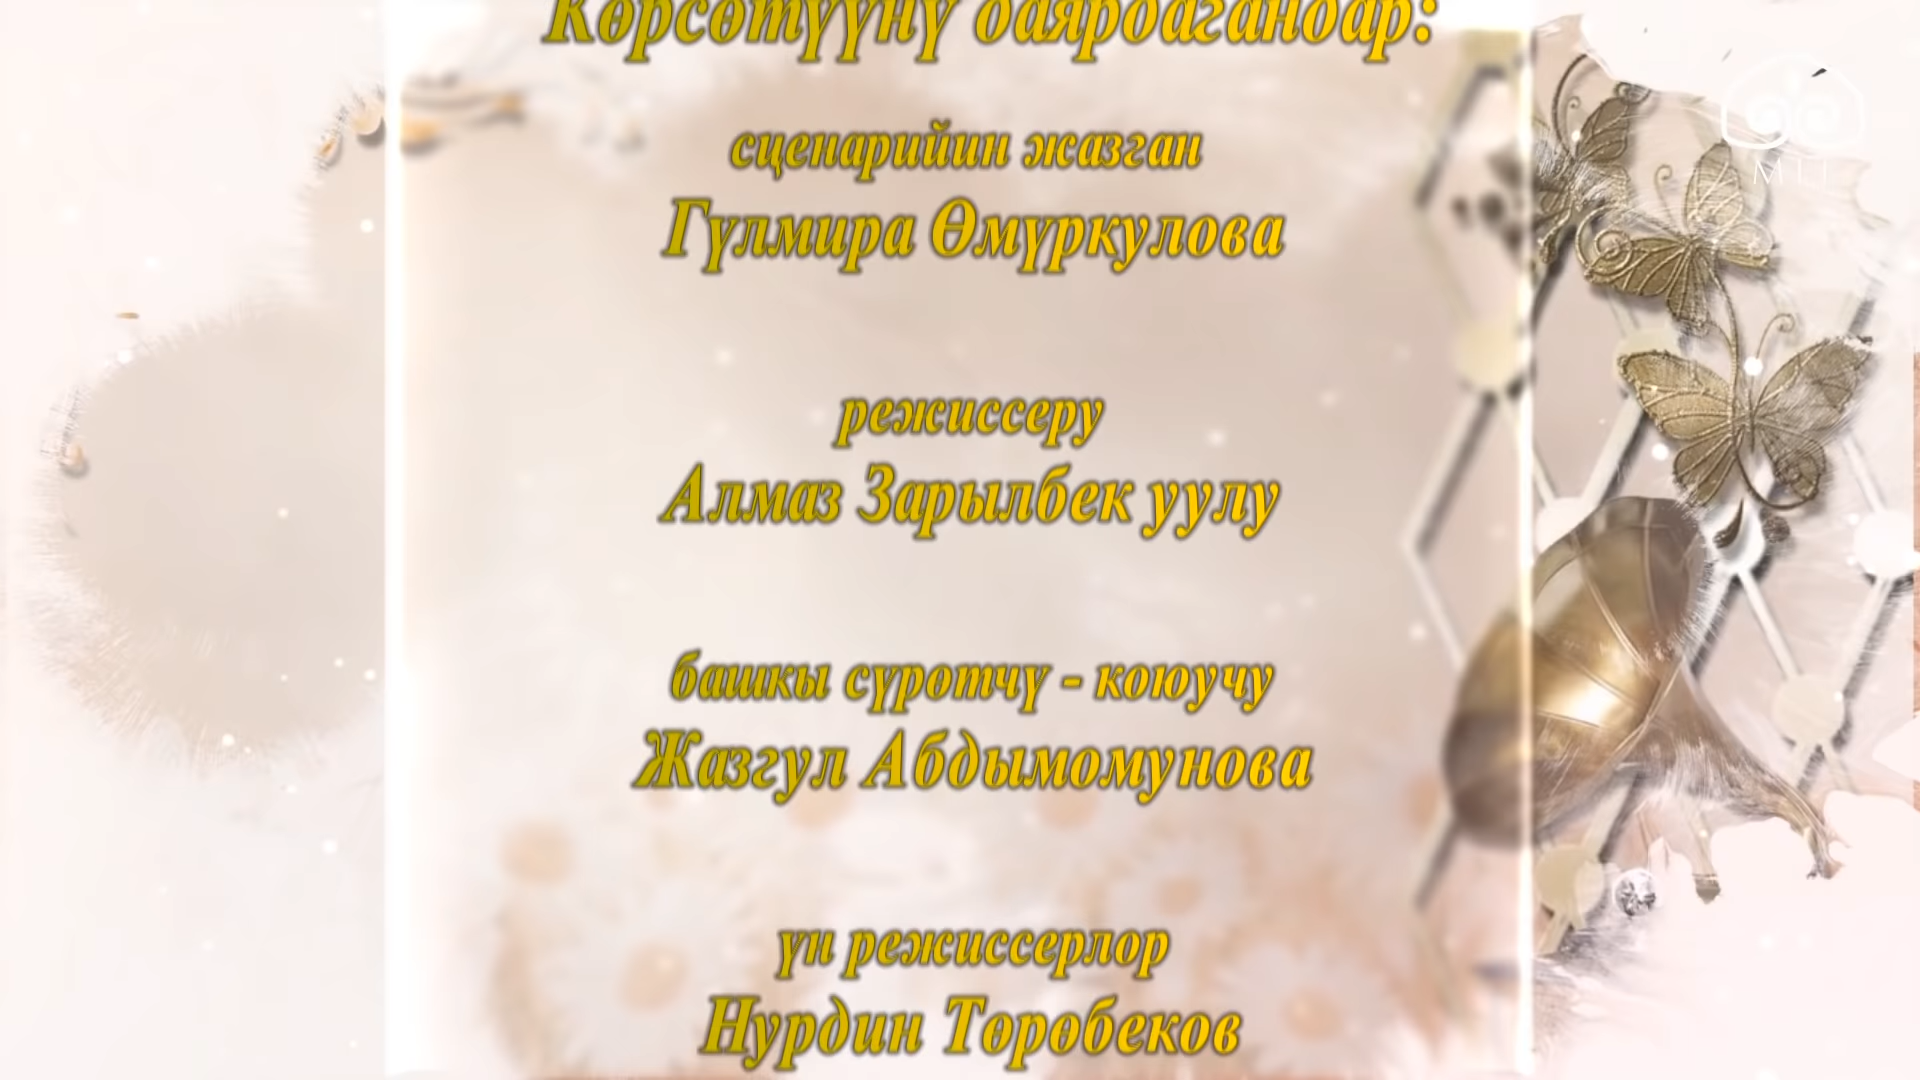 Көрсөтүүнү даярдагандар:
сценарийин жазган
Гүлмира Өмүркулова
режиссеру
Алмаз Зарылбек уулу
башкы сүрөтчү - коюучу
Жазгул Абдымомунова
үн режиссерлор
Нурдин Төрөбеков